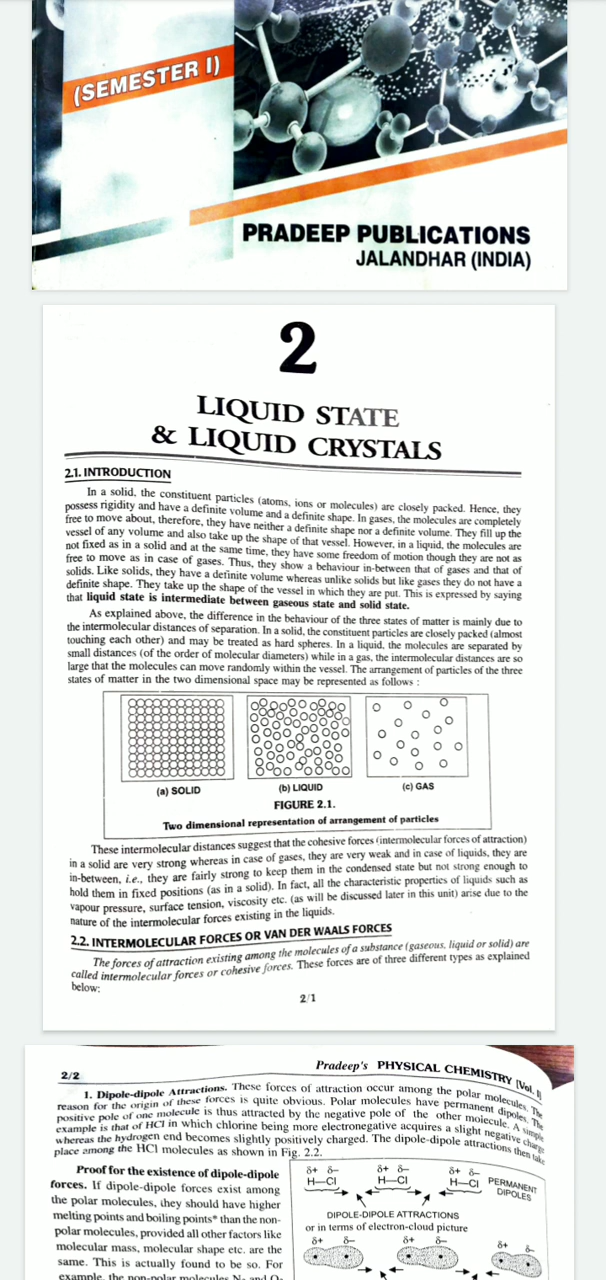 (SEMESTER I)
PRADEEP PUBLICATIONS
JALANDHAR (INDIA)
2
LIQUID STATE
& LIQUID CRYSTALS
2.1. INTRODUCTION
In a solid, the constituent particles (atoms, ions or molecules) are closely packed. Hence, they
possess rigidity and have a definite volume and a definite shape. In gases, the molecules are completely
free to move about, therefore, they have neither a definite shape nor a definite volume. They fill up the
vessel of any volume and also take up the shape of that vessel. However, in a liquid, the molecules are
not fixed as in a solid and at the same time, they have some freedom of motion though they are not as
free to move as in case of gases. Thus, they show a behaviour in-between that of gases and that of
solids. Like solids, they have a definite volume whereas unlike solids but like gases they do not have a
definite shape. They take up the shape of the vessel in which they are put. This is expressed by saying
that liquid state is intermediate between gaseous state and solid state.
As explained above, the difference in the behaviour of the three states of matter is mainly due to
the intermolecular distances of separation. In a solid, the constituent particles are closely packed (almost
touching each other) and may be treated as hard spheres. In a liquid, the molecules are separated by
small distances (of the order of molecular diameters) while in a gas, the intermolecular distances are so
large that the molecules can move randomly within the vessel. The arrangement of particles of the three
states of matter in the two dimensional space may be represented as follows :
(a) SOLID (b) LIQUID (c) GAS
FIGURE 2.1.
Two dimensional representation of arrangement of particles
These intermolecular distances suggest that the cohesive forces (intermolecular forces of attraction)
in a solid are very strong whereas in case of gases, they are very weak and in case of liquids, they are
in-between, i.e., they are fairly strong to keep them in the condensed state but not strong enough to
hold them in fixed positions (as in a solid). In fact, all the characteristic properties of liquids such as
vapour pressure, surface tension, viscosity etc. (as will be discussed later in this unit) arise due to the
nature of the intermolecular forces existing in the liquids.
2.2. INTERMOLECULAR FORCES OR VAN DER WAALS FORCES
The forces of attraction existing among the molecules of a substance (gaseous, liquid or solid) are
called intermolecular forces or cohesive forces. These forces are of three different types as explained
below:
2/1
2/2 Pradeep's PHYSICAL CHEMISTRY [Vol. I]
1. Dipole-dipole Attractions. These forces of attraction occur among the polar molecules. The
reason for the origin of these forces is quite obvious. Polar molecules have permanent dipoles. The
positive pole of one molecule is thus attracted by the negative pole of the other molecule. A simple
example is that of HCl in which chlorine being more electronegative acquires a slight negative charge
whereas the hydrogen end becomes slightly positively charged. The dipole-dipole attractions then take
place among the HCl molecules as shown in Fig. 2.2.
Proof for the existence of dipole-dipole
forces. If dipole-dipole forces exist among
the polar molecules, they should have higher
melting points and boiling points* than the non-
polar molecules, provided all other factors like
molecular mass, molecular shape etc. are the
same. This is actually found to be so. For
example, the non-polar molecules N₂ and O₂
δ+ δ– δ+ δ– δ+ δ–
H—Cl H—Cl H—Cl PERMANENT
DIPOLES
DIPOLE-DIPOLE ATTRACTIONS
or in terms of electron-cloud picture
δ+ δ– δ+ δ– δ+ δ–